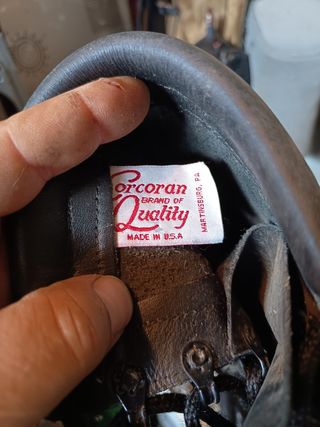 Corcoran
BRAND OF
Quality
MADE IN U.S.A
MARTINSBURG, PA